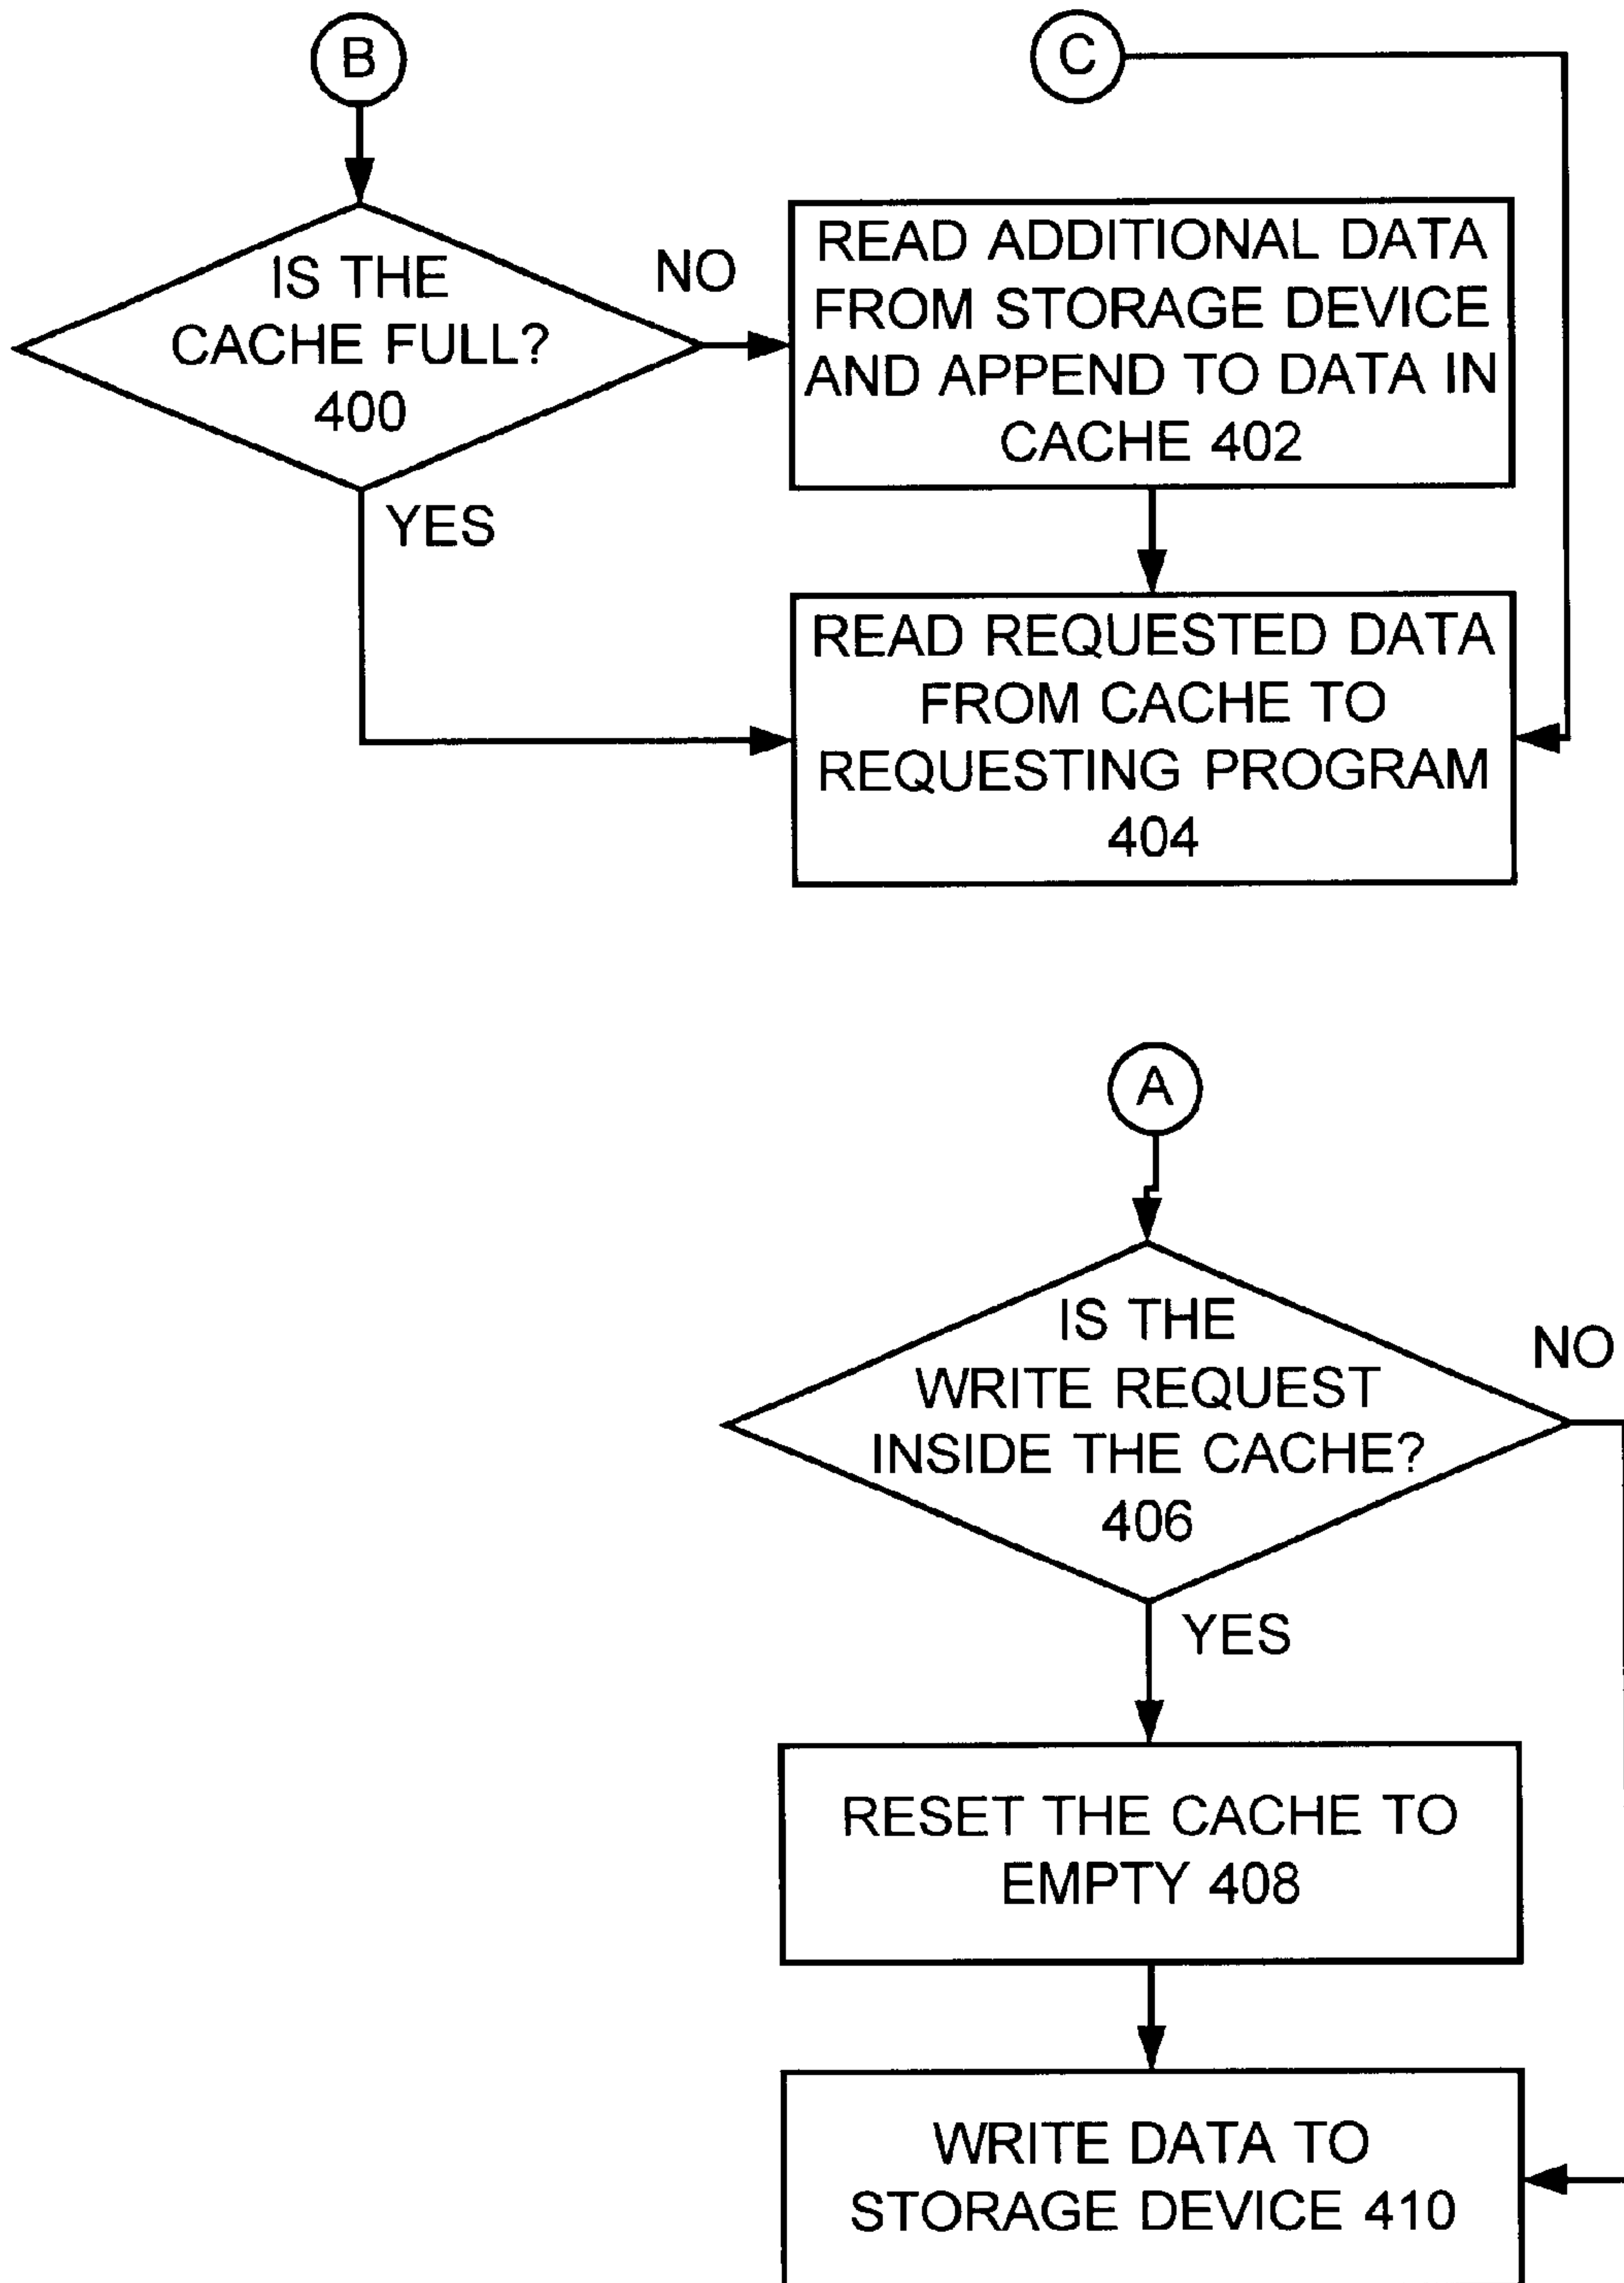 B
C
IS THE
CACHE FULL?
400
NO
YES
READ ADDITIONAL DATA
FROM STORAGE DEVICE
AND APPEND TO DATA IN
CACHE 402
READ REQUESTED DATA
FROM CACHE TO
REQUESTING PROGRAM
404
A
IS THE
WRITE REQUEST
INSIDE THE CACHE?
406
NO
YES
RESET THE CACHE TO
EMPTY 408
WRITE DATA TO
STORAGE DEVICE 410